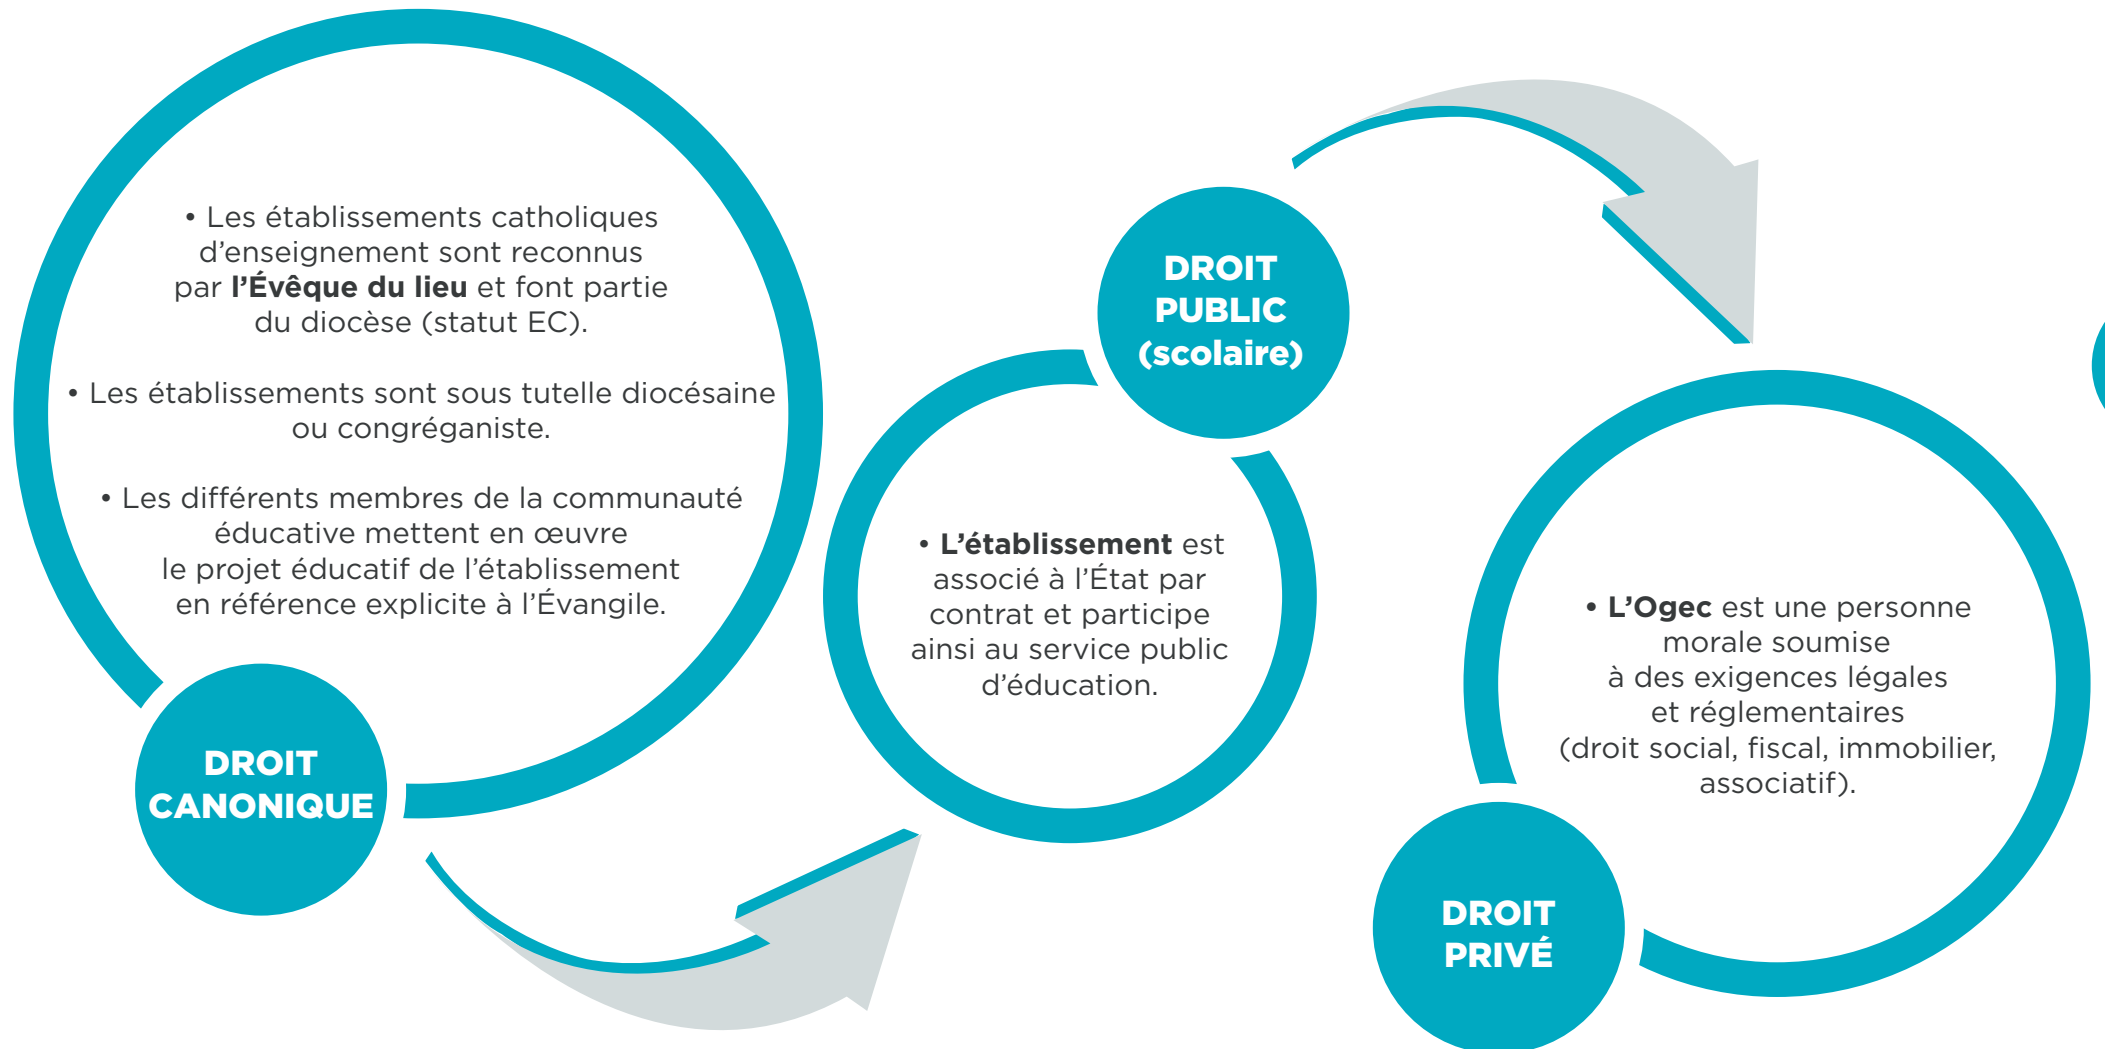 • Les établissements catholiques
d’enseignement sont reconnus
par l’Évêque du lieu et font partie
du diocèse (statut EC).
• Les établissements sont sous tutelle diocésaine
ou congréganiste.
• Les différents membres de la communauté
éducative mettent en œuvre
le projet éducatif de l’établissement
en référence explicite à l’Évangile.
DROIT
CANONIQUE
DROIT
PUBLIC
(scolaire)
• L’établissement est
associé à l’État par
contrat et participe
ainsi au service public
d’éducation.
• L’Ogec est une personne
morale soumise
à des exigences légales
et réglementaires
(droit social, fiscal, immobilier,
associatif).
DROIT
PRIVÉ